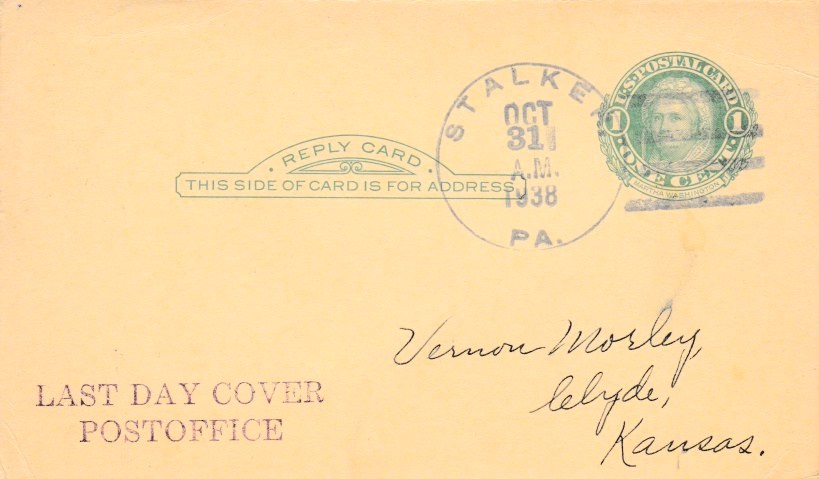 U.S. POSTAL CARD
1 1
ONE CENT
MARTHA WASHINGTON
STALKER
OCT
31
A.M.
1938
PA.
· REPLY CARD ·
THIS SIDE OF CARD IS FOR ADDRESS
Vernon Morley,
Clyde,
Kansas.
LAST DAY COVER
POSTOFFICE